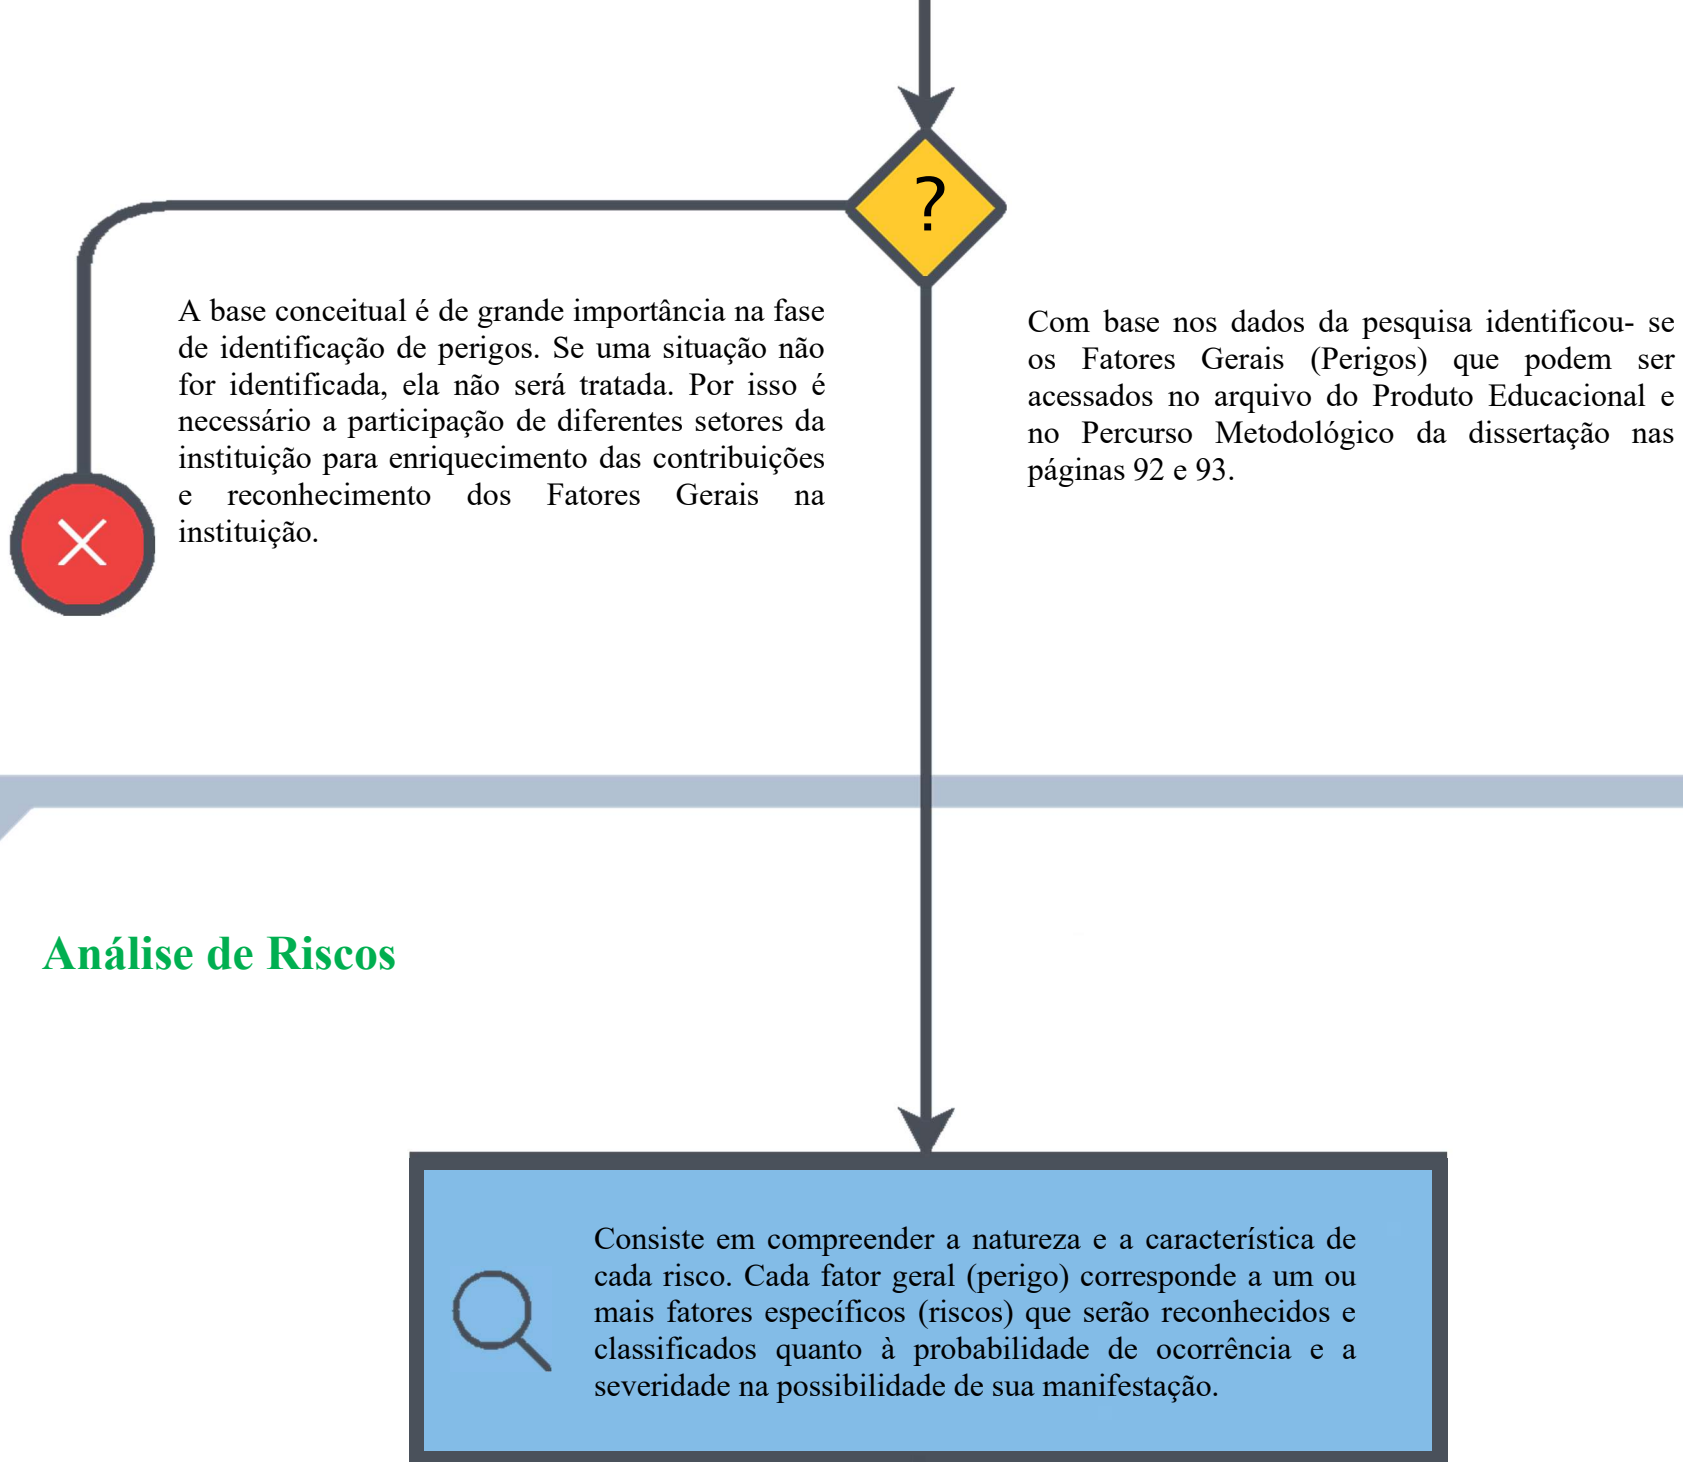 ?
A base conceitual é de grande importância na fase
de identificação de perigos. Se uma situação não
for identificada, ela não será tratada. Por isso é
necessário a participação de diferentes setores da
instituição para enriquecimento das contribuições
e reconhecimento dos Fatores Gerais na
instituição.
Com base nos dados da pesquisa identificou- se
os Fatores Gerais (Perigos) que podem ser
acessados no arquivo do Produto Educacional e
no Percurso Metodológico da dissertação nas
páginas 92 e 93.
Análise de Riscos
Consiste em compreender a natureza e a característica de
cada risco. Cada fator geral (perigo) corresponde a um ou
mais fatores específicos (riscos) que serão reconhecidos e
classificados quanto à probabilidade de ocorrência e a
severidade na possibilidade de sua manifestação.